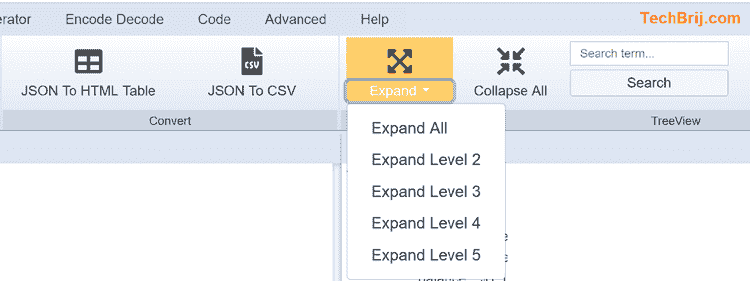 erator Encode Decode Code Advanced Help TechBrij.com
CSV
JSON To HTML Table JSON To CSV Expand Collapse All
Search term...
Search
Convert TreeView
Expand All
Expand Level 2
Expand Level 3
Expand Level 4
Expand Level 5